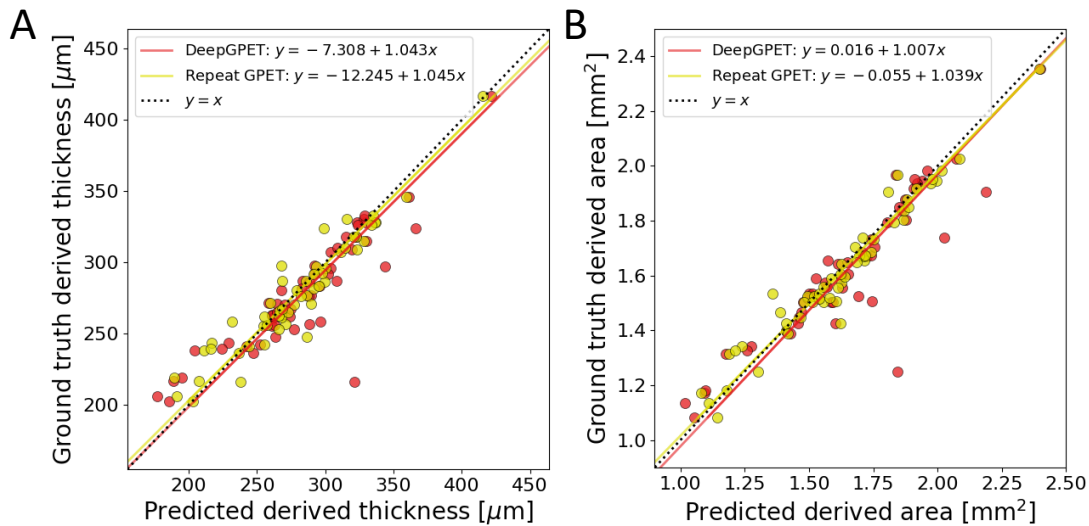 A
Ground truth derived thickness [μm]
450
400
350
300
250
200
DeepGPET: y = − 7.308 + 1.043x
Repeat GPET: y = − 12.245 + 1.045x
y = x
200 250 300 350 400 450
Predicted derived thickness [μm]
B
Ground truth derived area [mm²]
2.4
2.2
2.0
1.8
1.6
1.4
1.2
1.0
DeepGPET: y = 0.016 + 1.007x
Repeat GPET: y = − 0.055 + 1.039x
y = x
1.00 1.25 1.50 1.75 2.00 2.25 2.50
Predicted derived area [mm²]